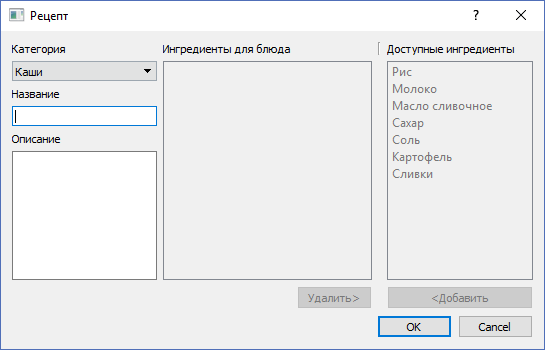 Рецепт
Категория
Каши
Название
Описание
Ингредиенты для блюда
Удалить>
Доступные ингредиенты
Рис
Молоко
Масло сливочное
Сахар
Соль
Картофель
Сливки
<Добавить
OK
Cancel